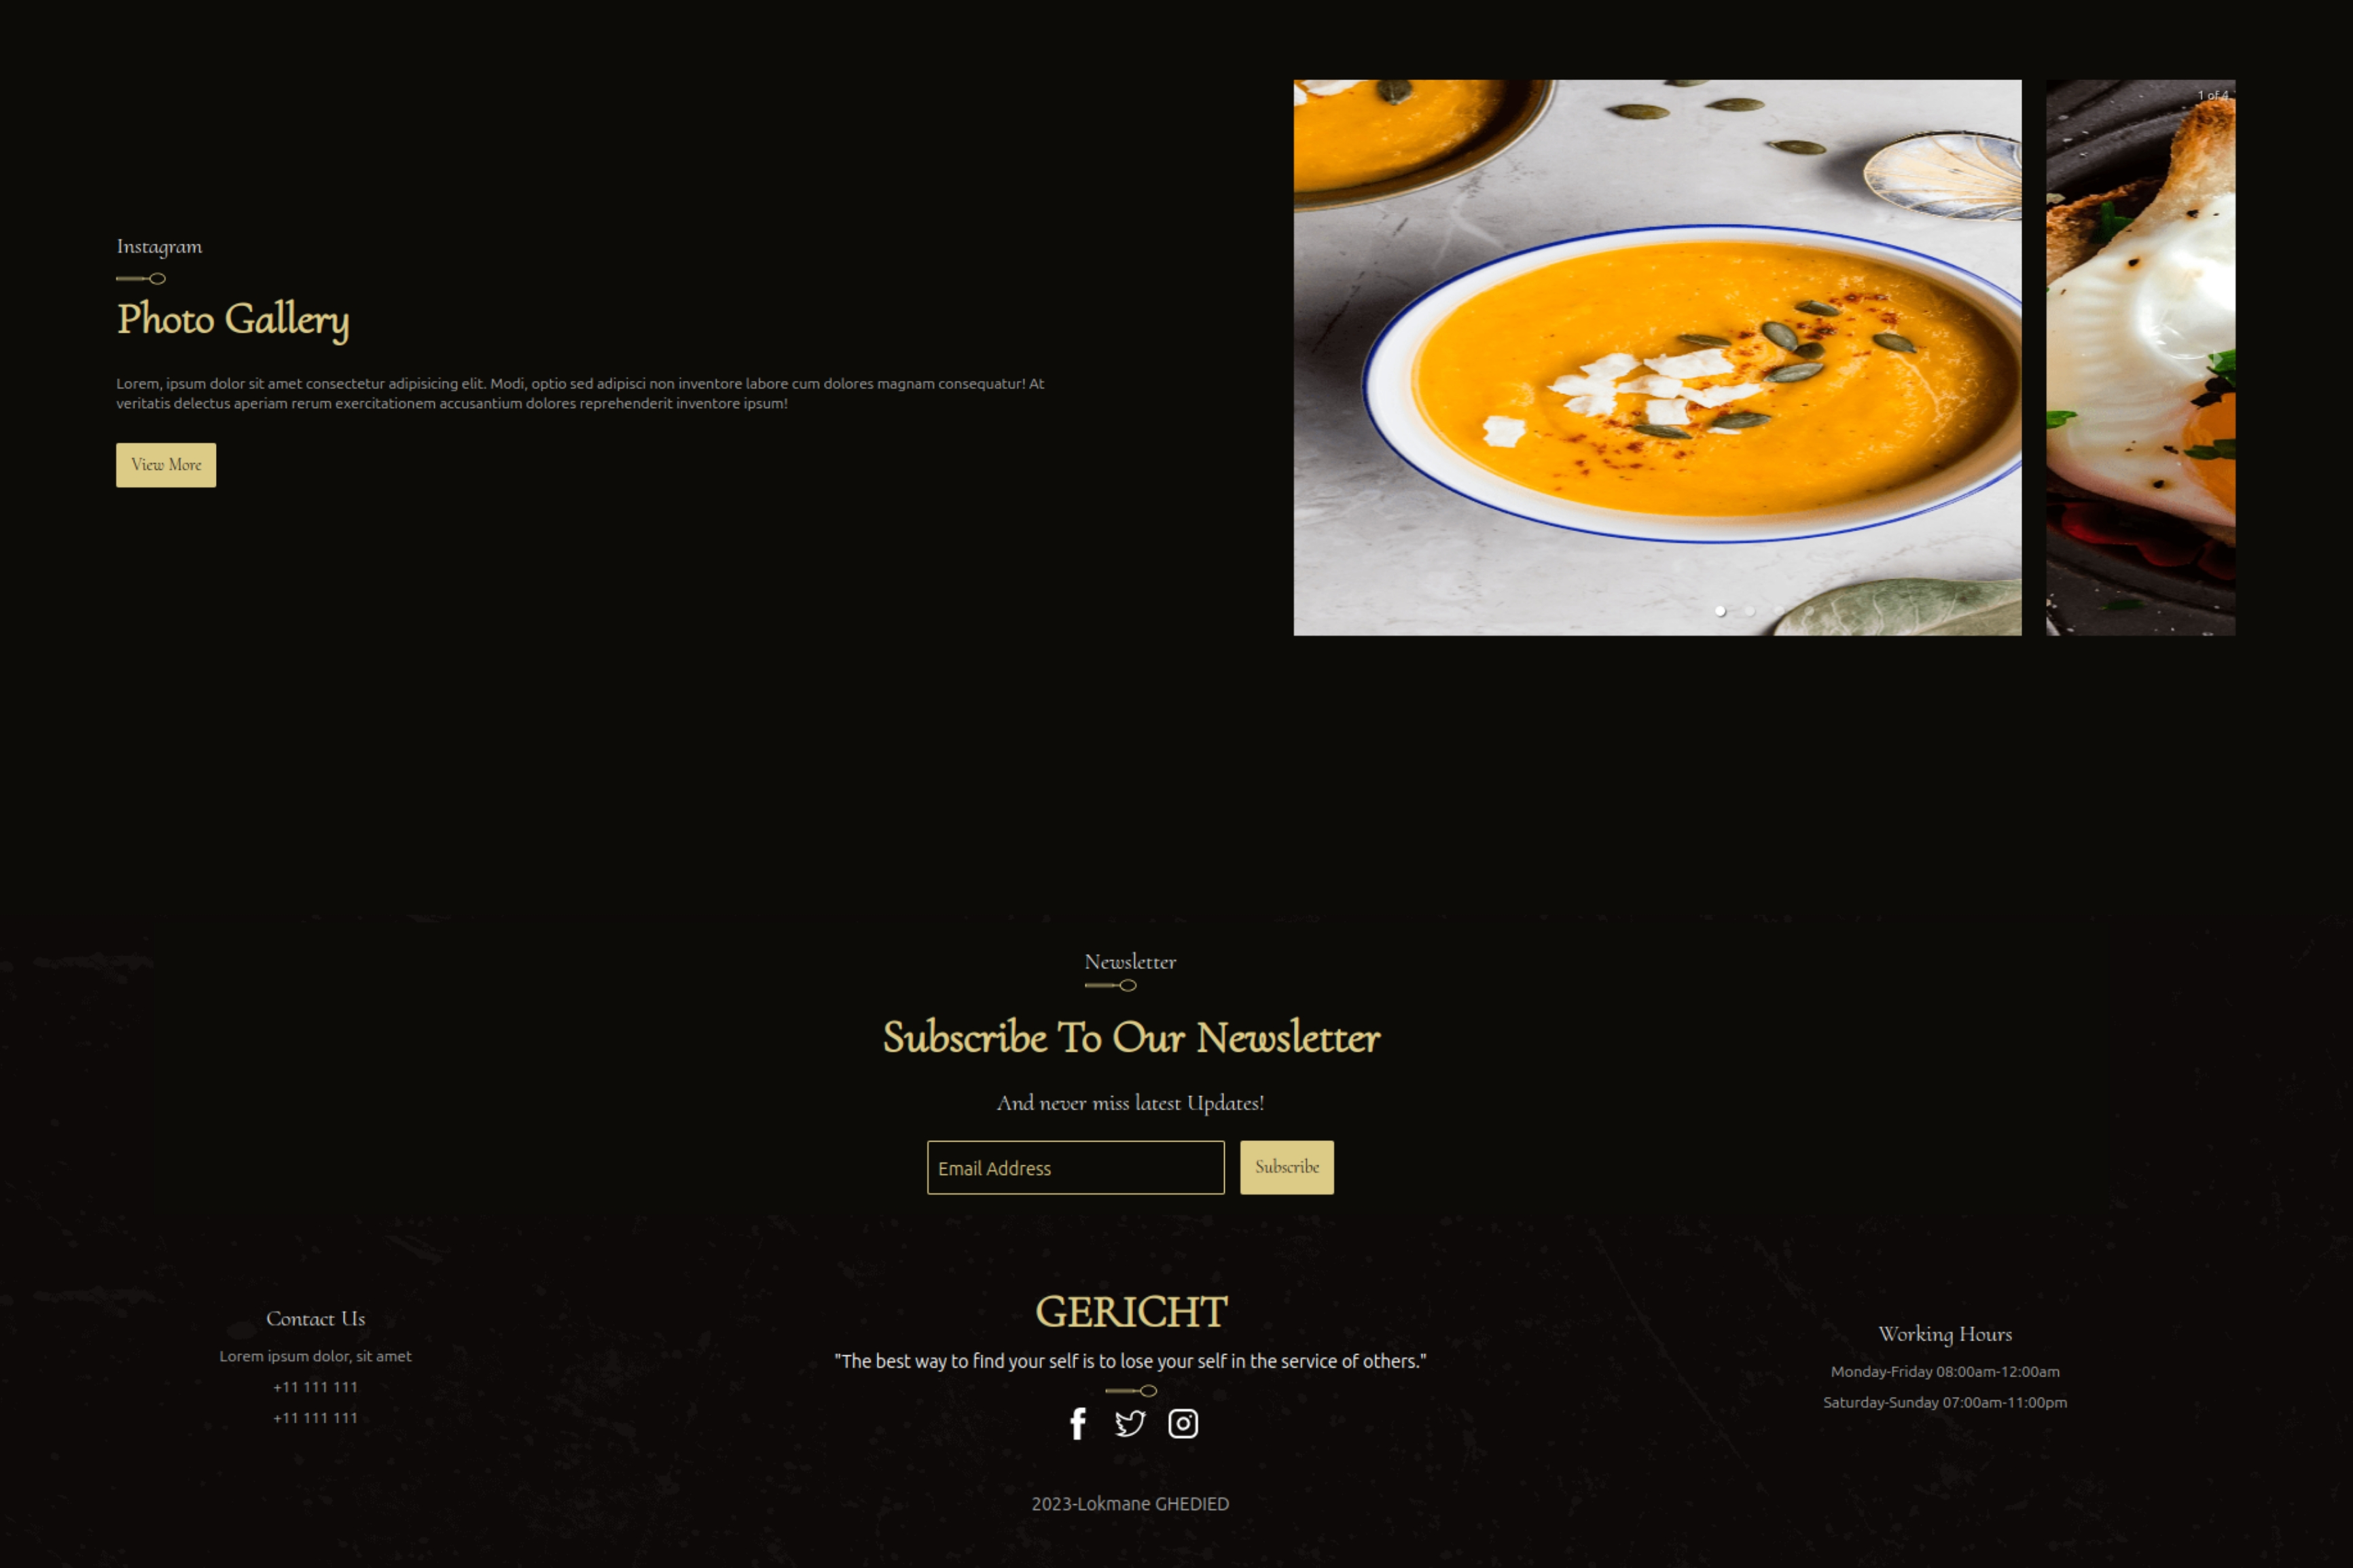 1 of 4
Instagram
Photo Gallery
Lorem, ipsum dolor sit amet consectetur adipisicing elit. Modi, optio sed adipisci non inventore labore cum dolores magnam consequatur! At
veritatis delectus aperiam rerum exercitationem accusantium dolores reprehenderit inventore ipsum!
View More
Newsletter
Subscribe To Our Newsletter
And never miss latest Updates!
Email Address
Subscribe
Contact Us
Lorem ipsum dolor, sit amet
+11 111 111
+11 111 111
GERICHT
"The best way to find your self is to lose your self in the service of others."
2023-Lokmane GHEDIED
Working Hours
Monday-Friday 08:00am-12:00am
Saturday-Sunday 07:00am-11:00pm